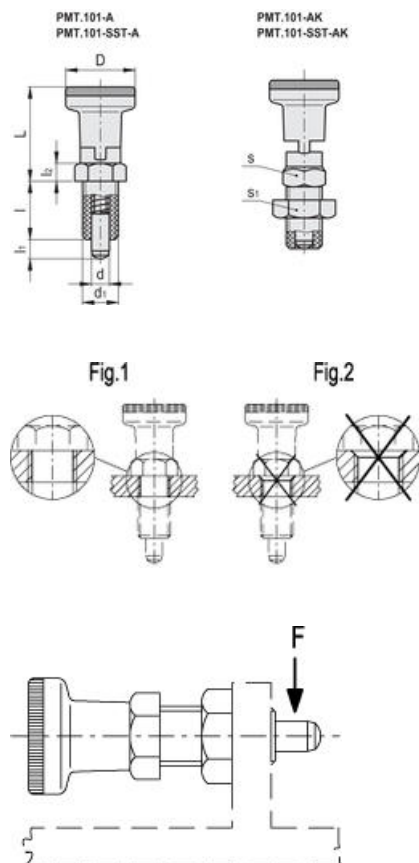 PMT.101-A
PMT.101-SST-A
PMT.101-AK
PMT.101-SST-AK
D
L
l2
l
l1
d
d1
s
s1
Fig.1
Fig.2
F